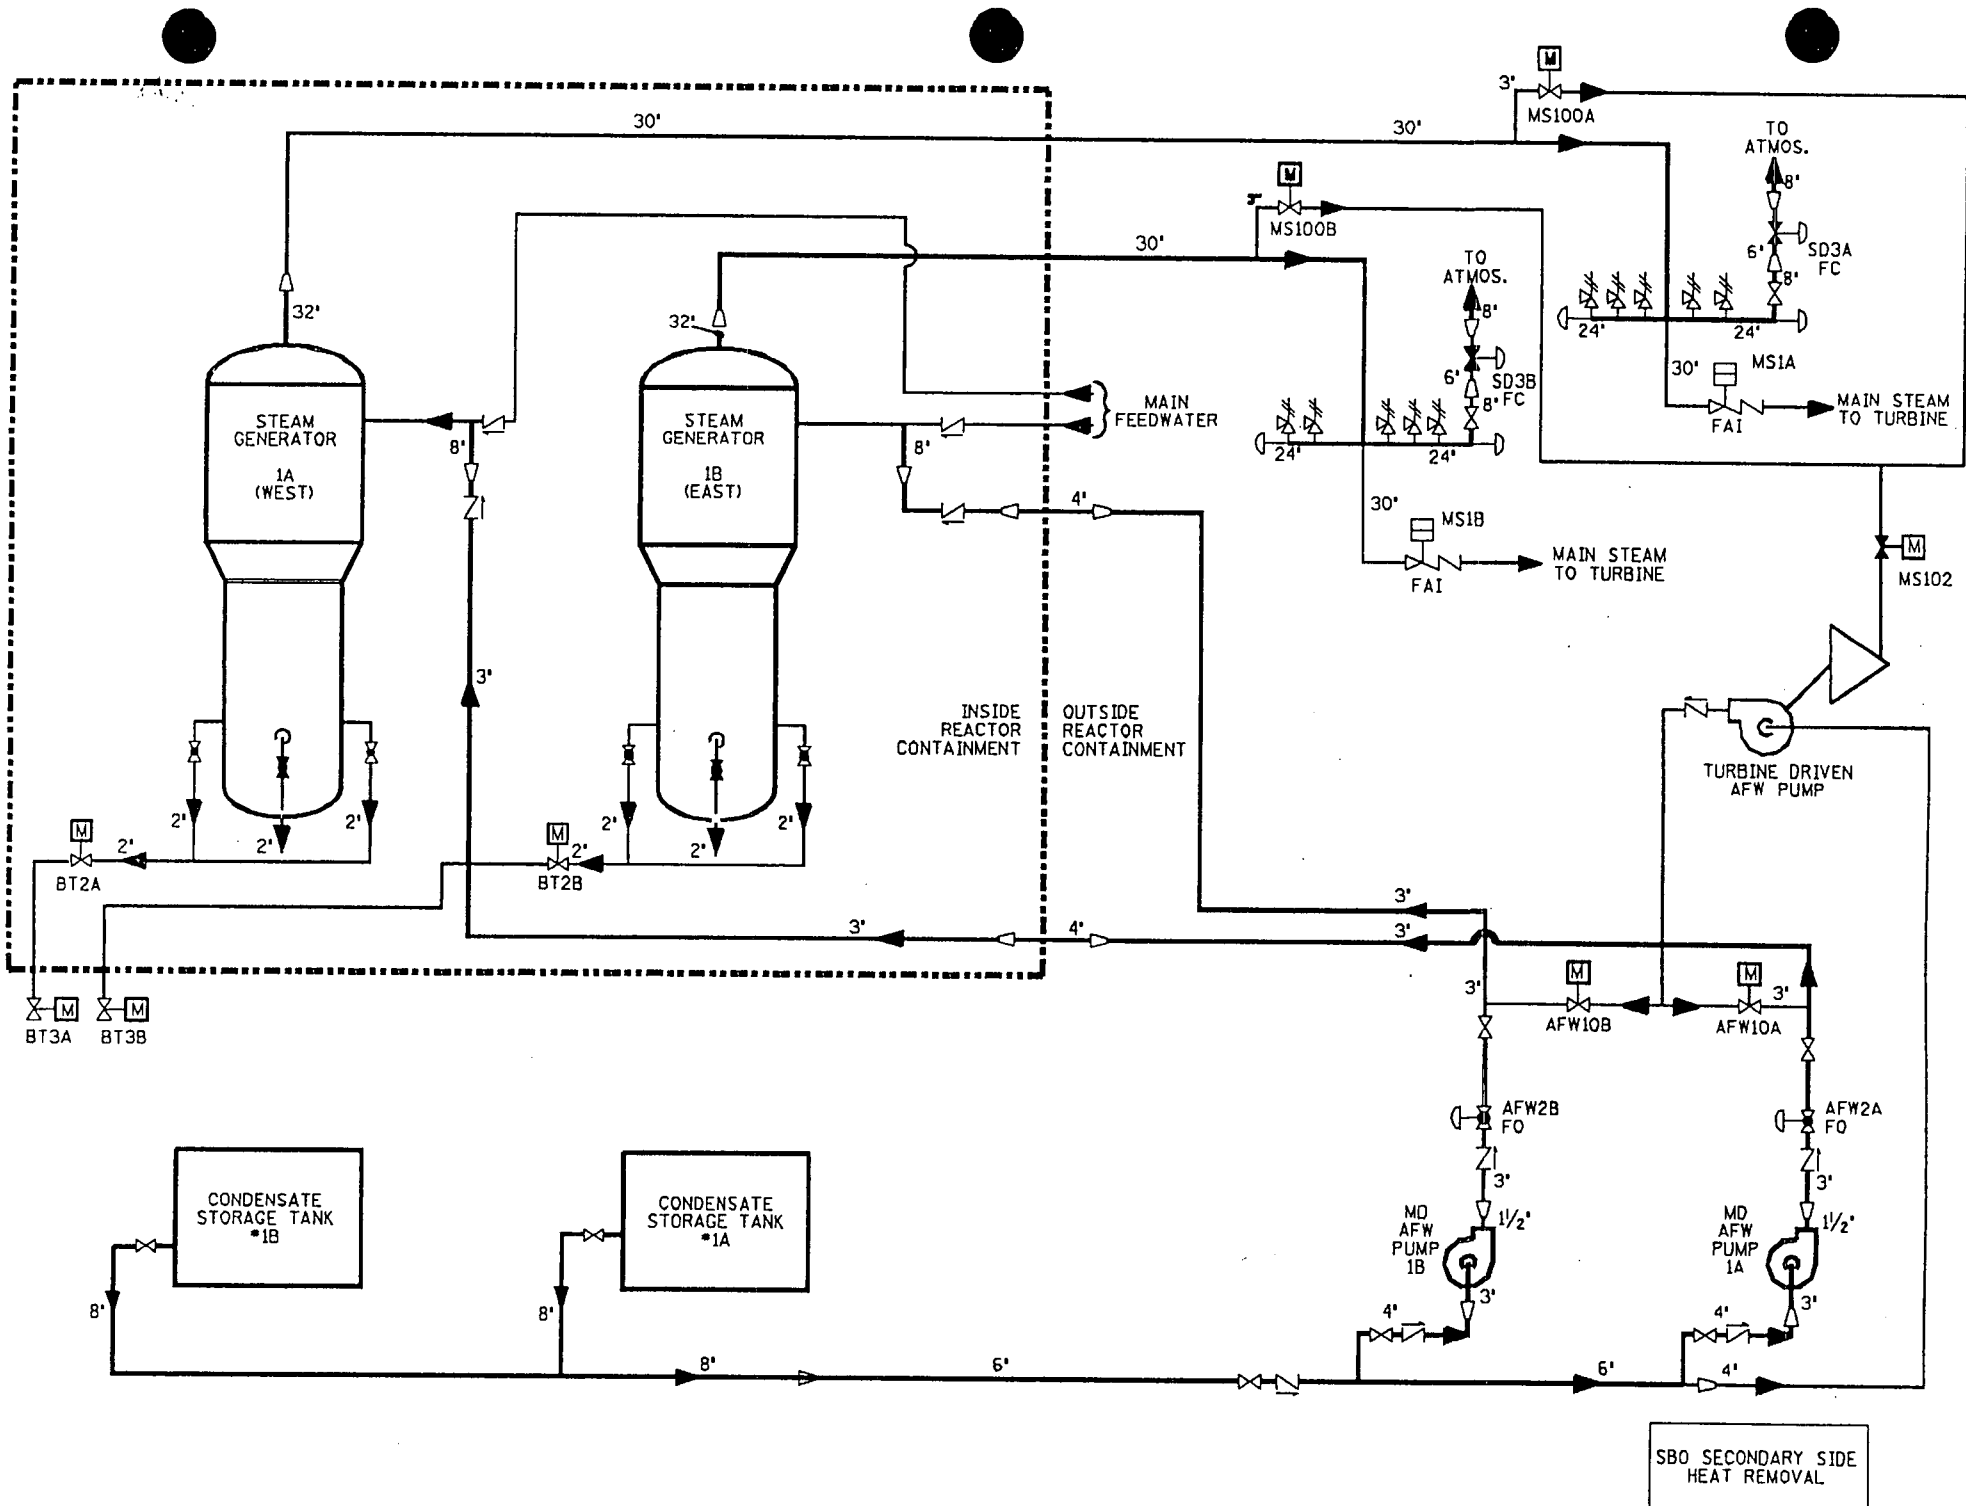 3'
M
MS100A
30'
30'
TO
ATMOS.
8'
M
3"
MS100B
30'
6'
SD3A
FC
8'
TO
ATMOS.
8'
32'
32'
24'
24'
6'
SD3B
FC
8'
MS1A
30'
MAIN STEAM
TO TURBINE
FAI
STEAM
GENERATOR
1A
(WEST)
8'
STEAM
GENERATOR
1B
(EAST)
8'
MAIN
FEEDWATER
24'
24'
4'
30'
MS1B
FAI
MAIN STEAM
TO TURBINE
M
MS102
3'
INSIDE
REACTOR
CONTAINMENT
OUTSIDE
REACTOR
CONTAINMENT
TURBINE DRIVEN
AFW PUMP
M
2'
BT2A
2'
2'
2'
M
2'
BT2B
2'
2'
2'
3'
3'
4'
3'
3'
M
AFW10B
M
3'
AFW10A
M
BT3A
M
BT3B
AFW2B
FO
AFW2A
FO
3'
3'
CONDENSATE
STORAGE TANK
#1B
CONDENSATE
STORAGE TANK
#1A
MD
AFW
PUMP
1B
1½'
MD
AFW
PUMP
1A
1½'
8'
8'
4'
3'
4'
3'
8'
6'
6'
4'
SBO SECONDARY SIDE
HEAT REMOVAL